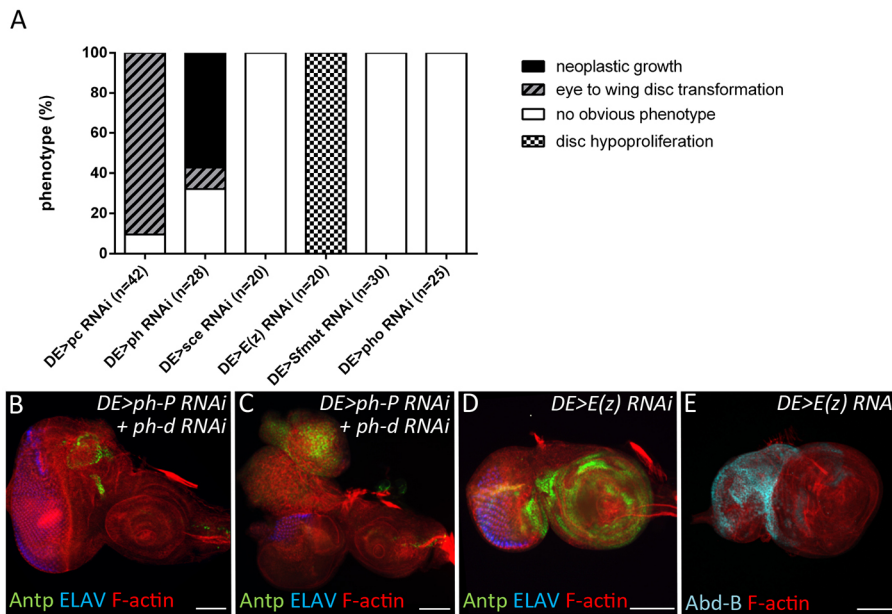 A
phenotype (%)
100
80
60
40
20
0
DE>pc RNAi (n=42)
DE>ph RNAi (n=28)
DE>sce RNAi (n=20)
DE>E(z) RNAi (n=20)
DE>Sfmbt RNAi (n=30)
DE>pho RNAi (n=25)
neoplastic growth
eye to wing disc transformation
no obvious phenotype
disc hypoproliferation
B
DE>ph-P RNAi
+ ph-d RNAi
Antp ELAV F-actin
C
DE>ph-P RNAi
+ ph-d RNAi
Antp ELAV F-actin
D
DE>E(z) RNAi
Antp ELAV F-actin
E
DE>E(z) RNA
Abd-B F-actin